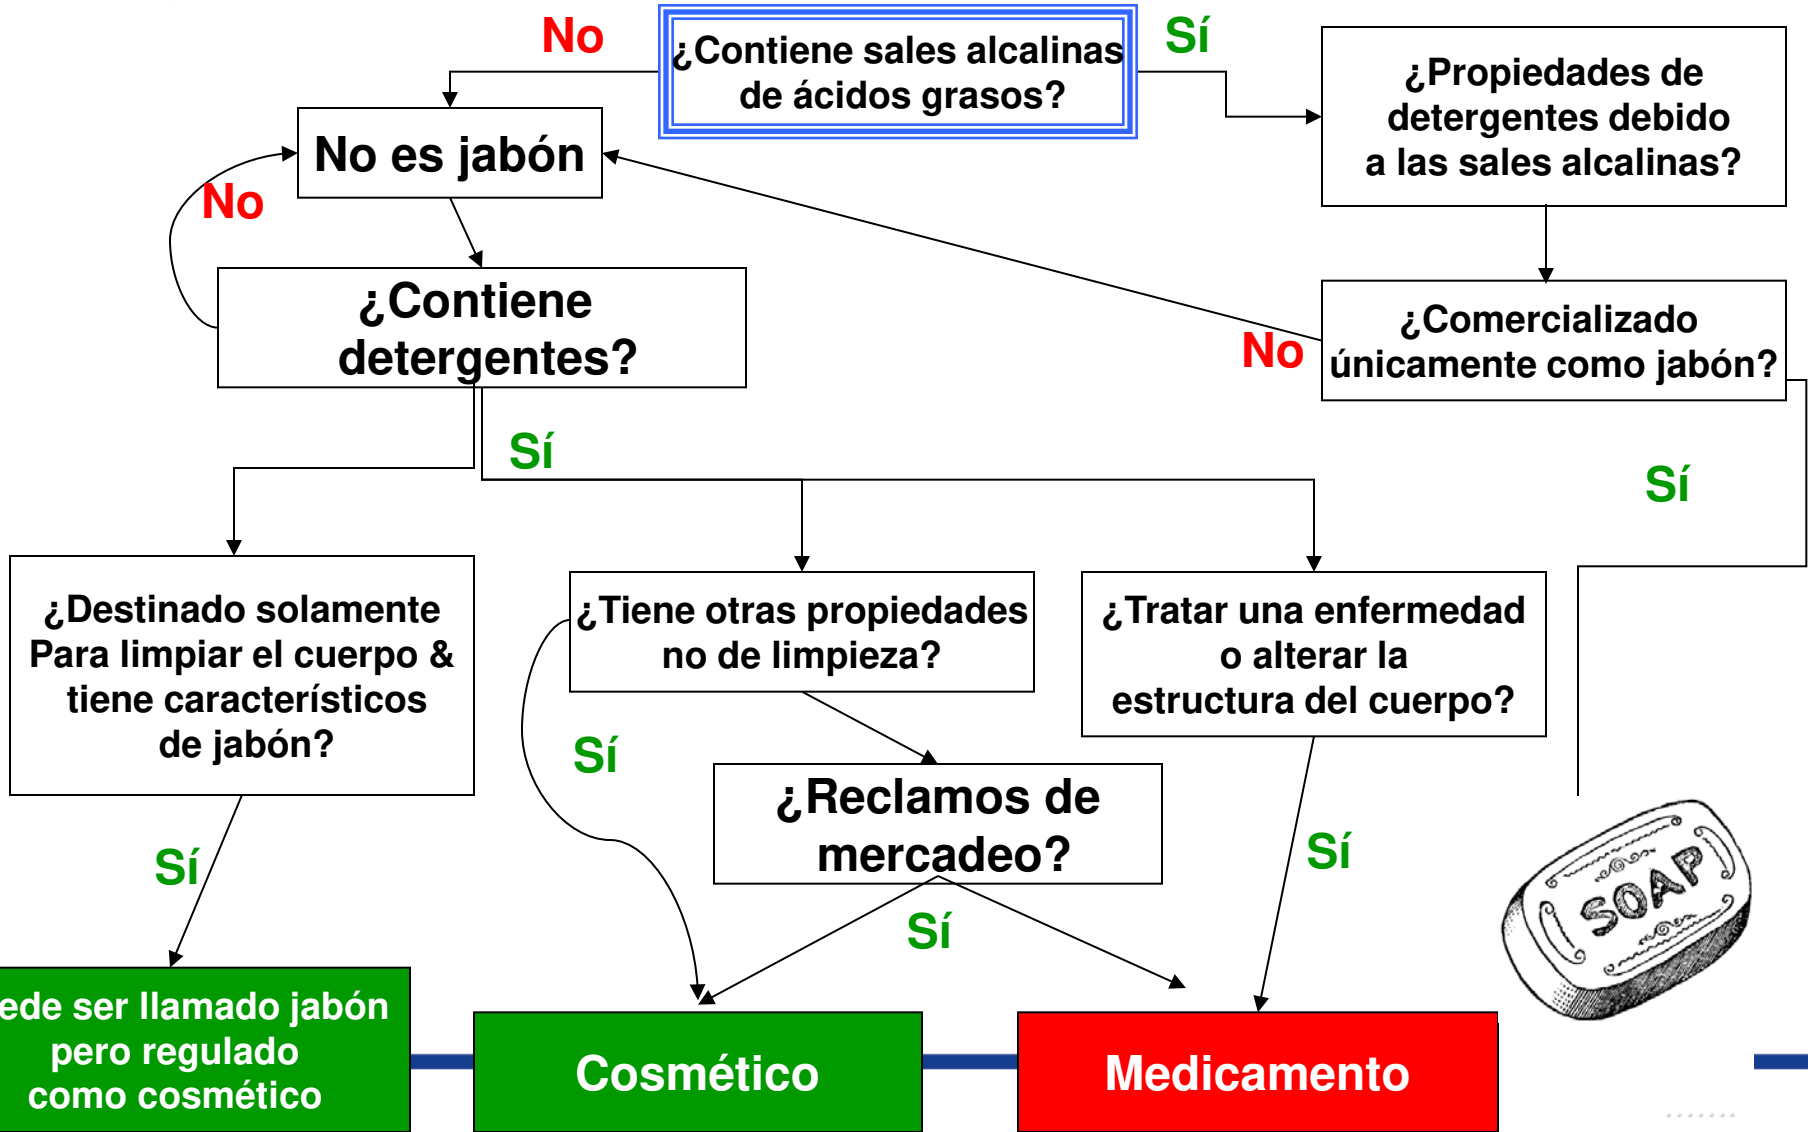 No
¿Contiene sales alcalinas
de ácidos grasos?
Sí
¿Propiedades de
detergentes debido
a las sales alcalinas?
No es jabón
No
¿Contiene
detergentes?
¿Comercializado
únicamente como jabón?
No
Sí
Sí
¿Destinado solamente
Para limpiar el cuerpo &
tiene característicos
de jabón?
¿Tiene otras propiedades
no de limpieza?
¿Tratar una enfermedad
o alterar la
estructura del cuerpo?
Sí
¿Reclamos de
mercadeo?
Sí
Sí
Sí
SOAP
ede ser llamado jabón
pero regulado
como cosmético
Cosmético
Medicamento